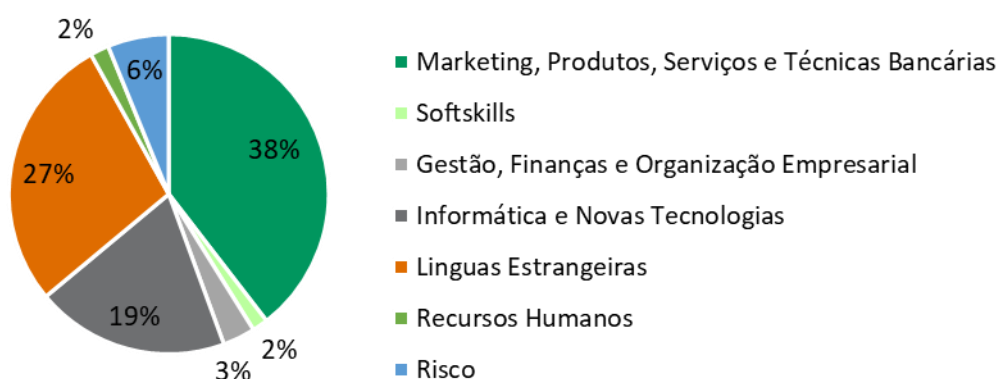 2%
6%
38%
27%
19%
3%
2%
Marketing, Produtos, Serviços e Técnicas Bancárias
Softskills
Gestão, Finanças e Organização Empresarial
Informática e Novas Tecnologias
Linguas Estrangeiras
Recursos Humanos
Risco